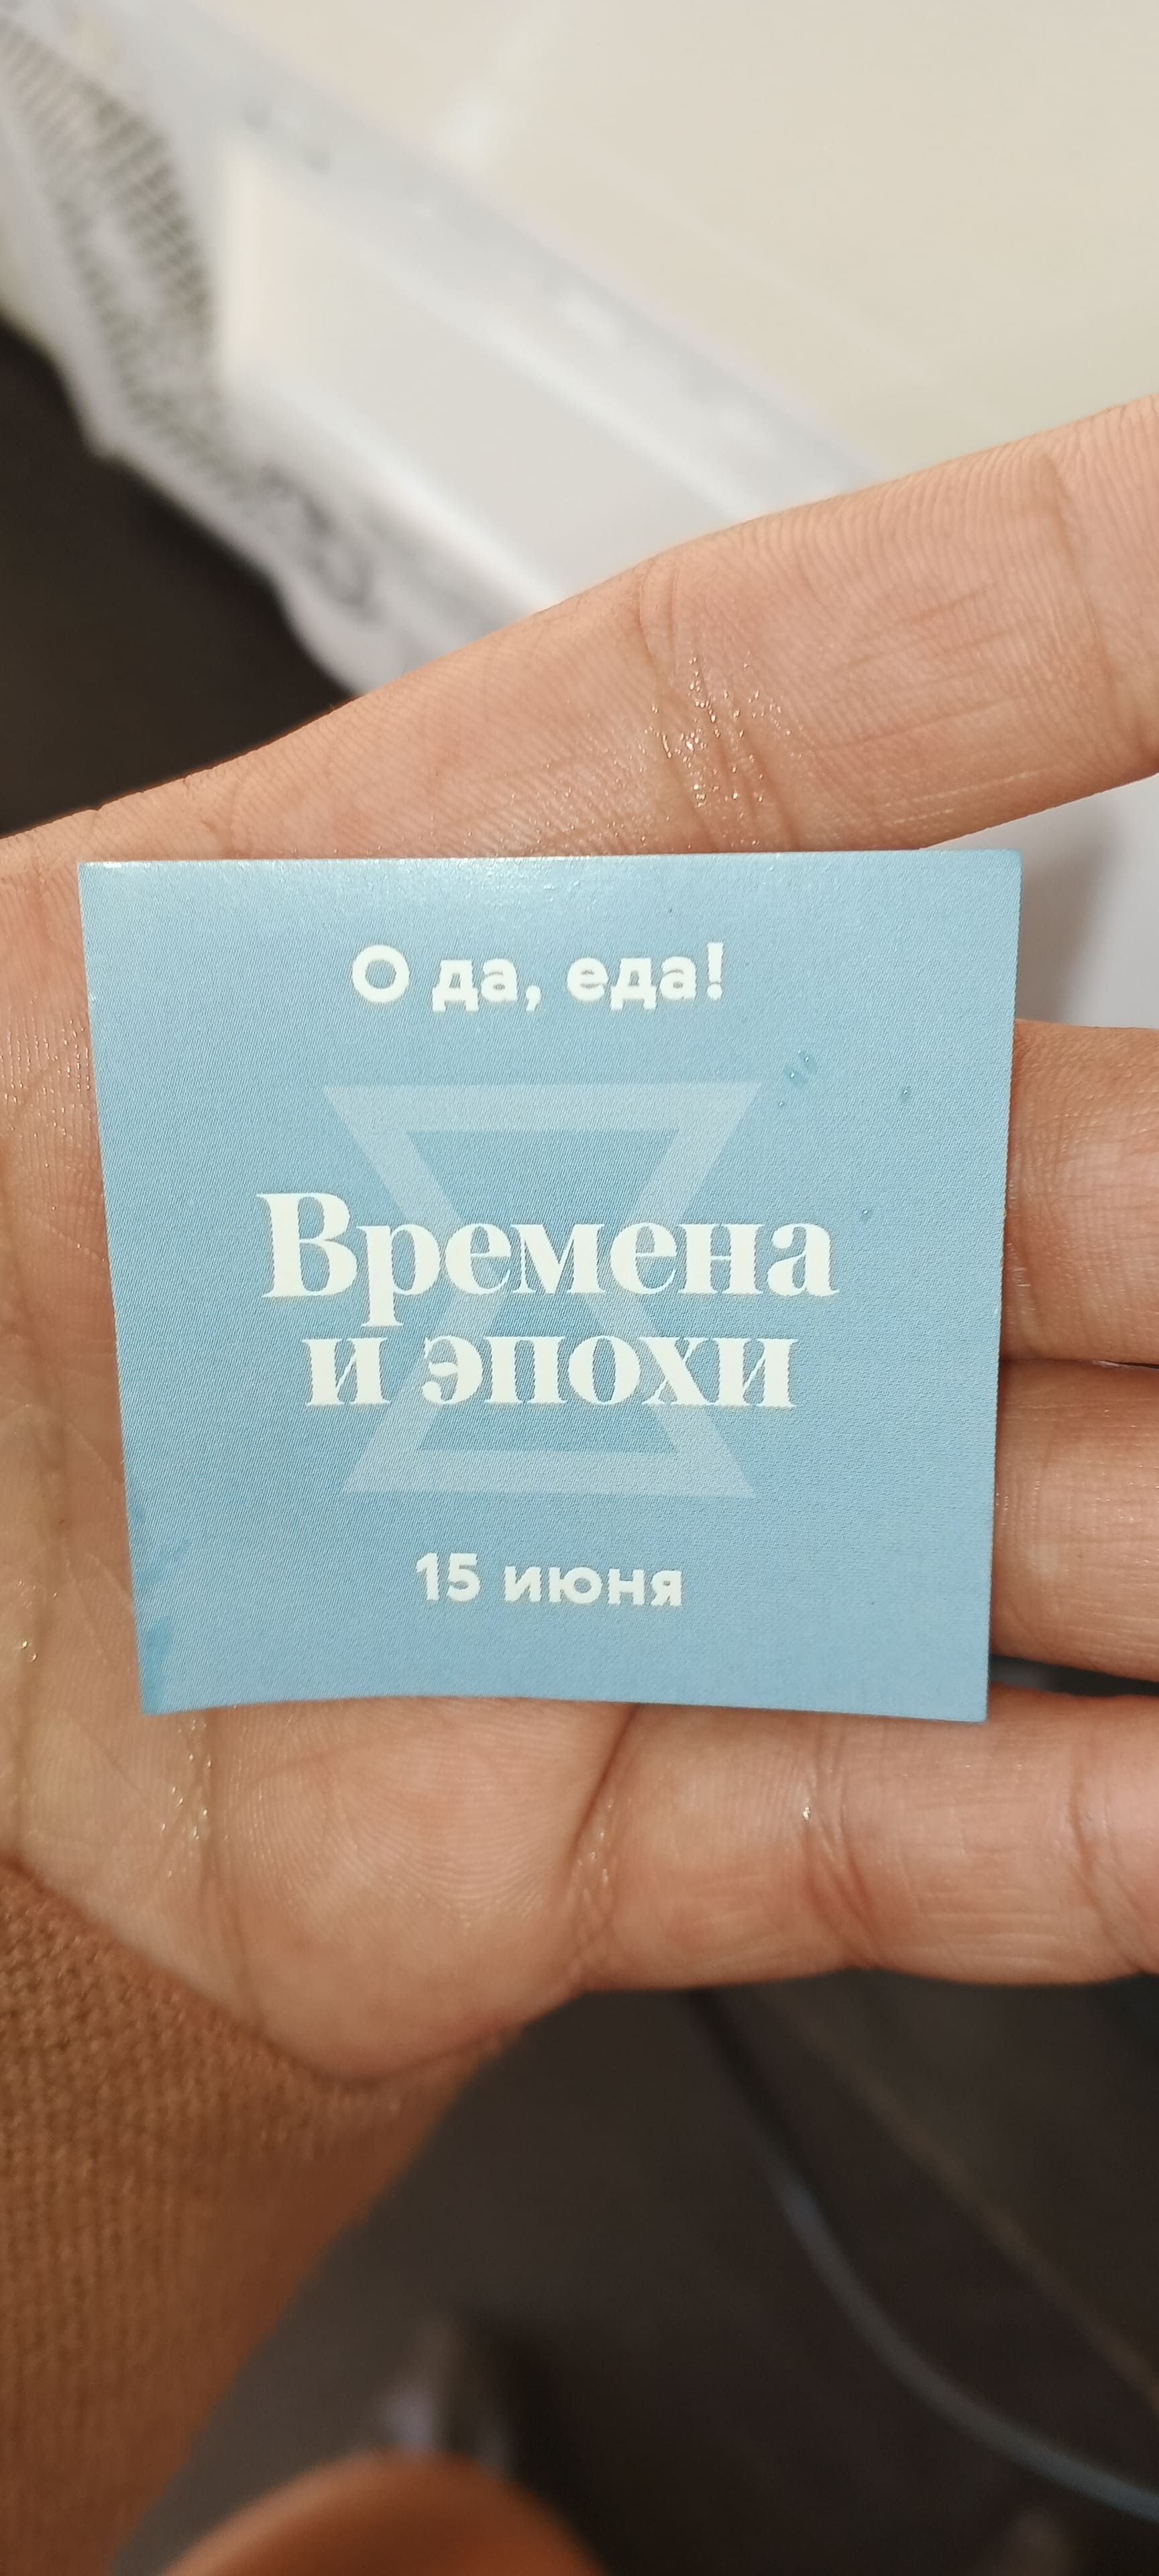 О да, еда!
Времена
и эпохи
15 июня